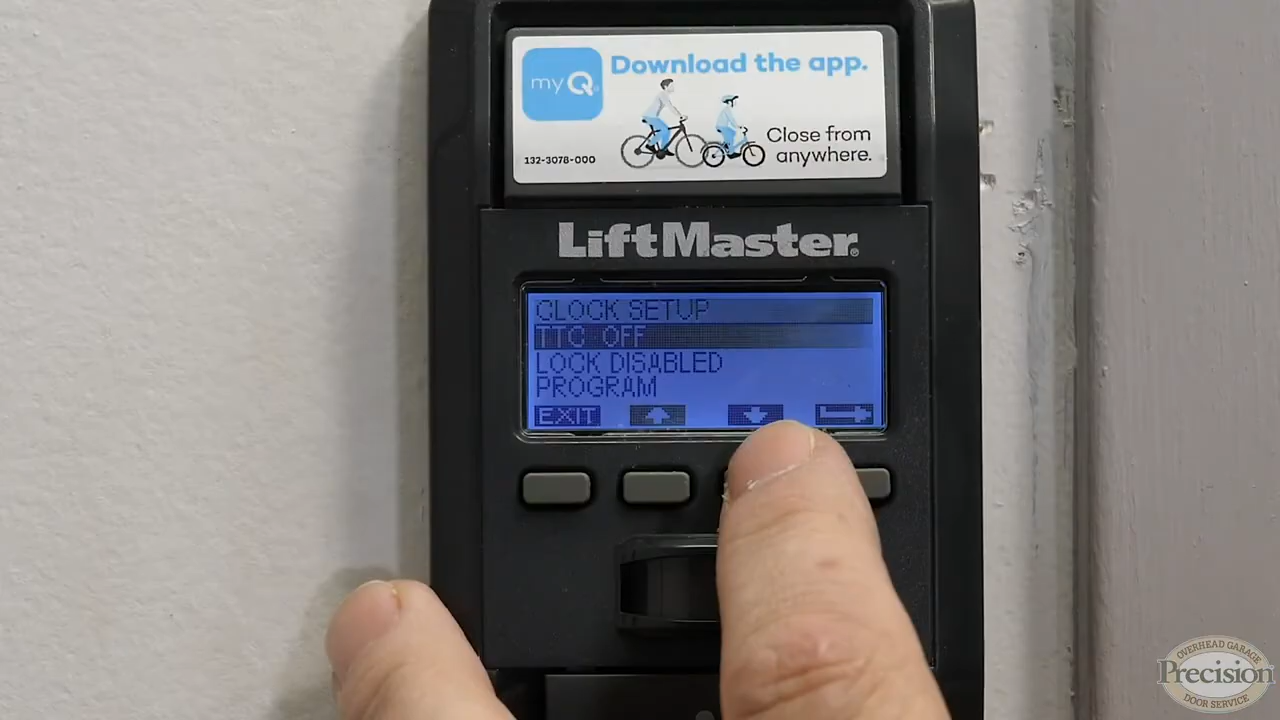 myQ
Download the app.
Close from
anywhere.
132-3078-000
LiftMaster®
CLOCK SETUP
TTC OFF
LOCK DISABLED
PROGRAM
EXIT
OVERHEAD GARAGE
Precision
DOOR SERVICE